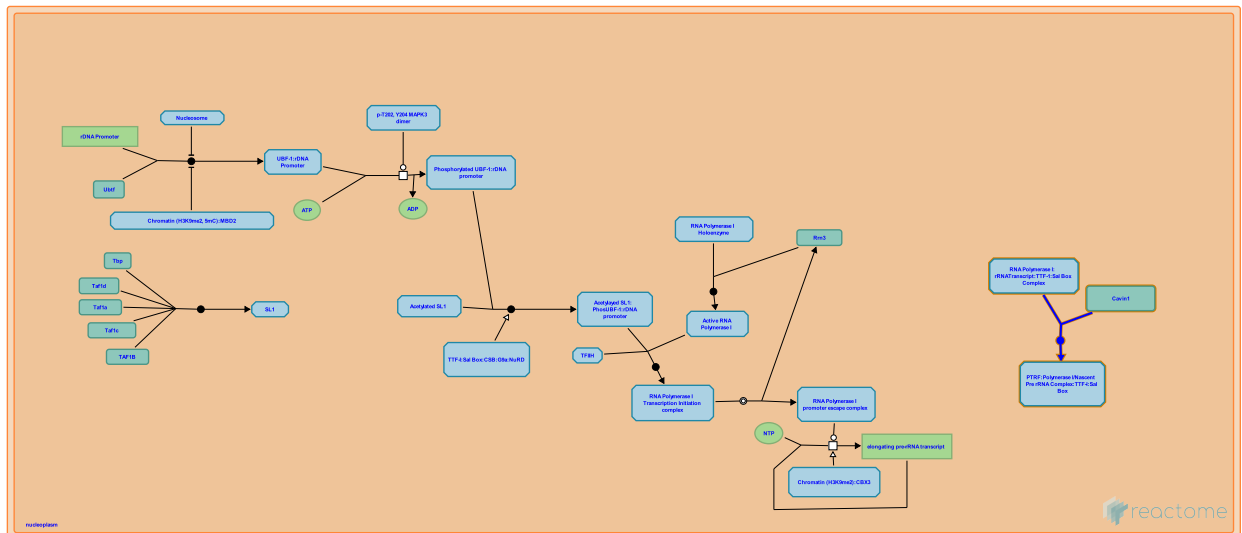 Nucleosome
p-T202, Y204 MAPK3
dimer
rDNA Promoter
UBF-1:rDNA
Promoter
Phosphorylated UBF-1:rDNA
promoter
Ubtf
ATP
ADP
Chromatin (H3K9me2, 5mC)::MBD2
RNA Polymerase I
Holoenzyme
Rrn3
Tbp
Taf1d
Taf1a
Taf1c
TAF1B
SL1
Acetylated SL1
Acetylayed SL1:
PhosUBF-1:rDNA
promoter
Active RNA
Polymerase I
RNA Polymerase I:
rRNATranscript:TTF-1:Sal Box
Complex
Cavin1
TTF-I:Sal Box:CSB:G9a:NuRD
TFIIH
PTRF:Polymerase I/Nascent
Pre rRNA Complex:TTF-I:Sal
Box
RNA Polymerase I
Transcription Initiation
complex
RNA Polymerase I
promoter escape complex
NTP
elongating pre-rRNA transcript
Chromatin (H3K9me2)::CBX3
nucleoplasm
reactome